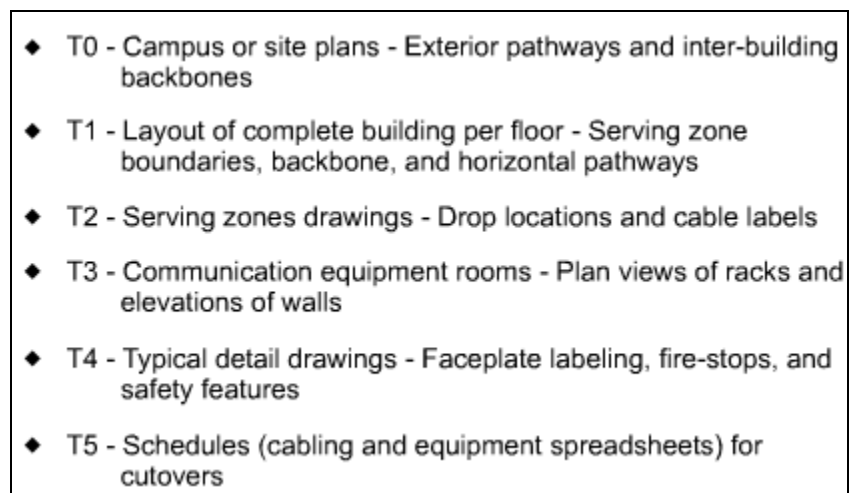 ◆ T0 - Campus or site plans - Exterior pathways and inter-building
backbones
◆ T1 - Layout of complete building per floor - Serving zone
boundaries, backbone, and horizontal pathways
◆ T2 - Serving zones drawings - Drop locations and cable labels
◆ T3 - Communication equipment rooms - Plan views of racks and
elevations of walls
◆ T4 - Typical detail drawings - Faceplate labeling, fire-stops, and
safety features
◆ T5 - Schedules (cabling and equipment spreadsheets) for
cutovers